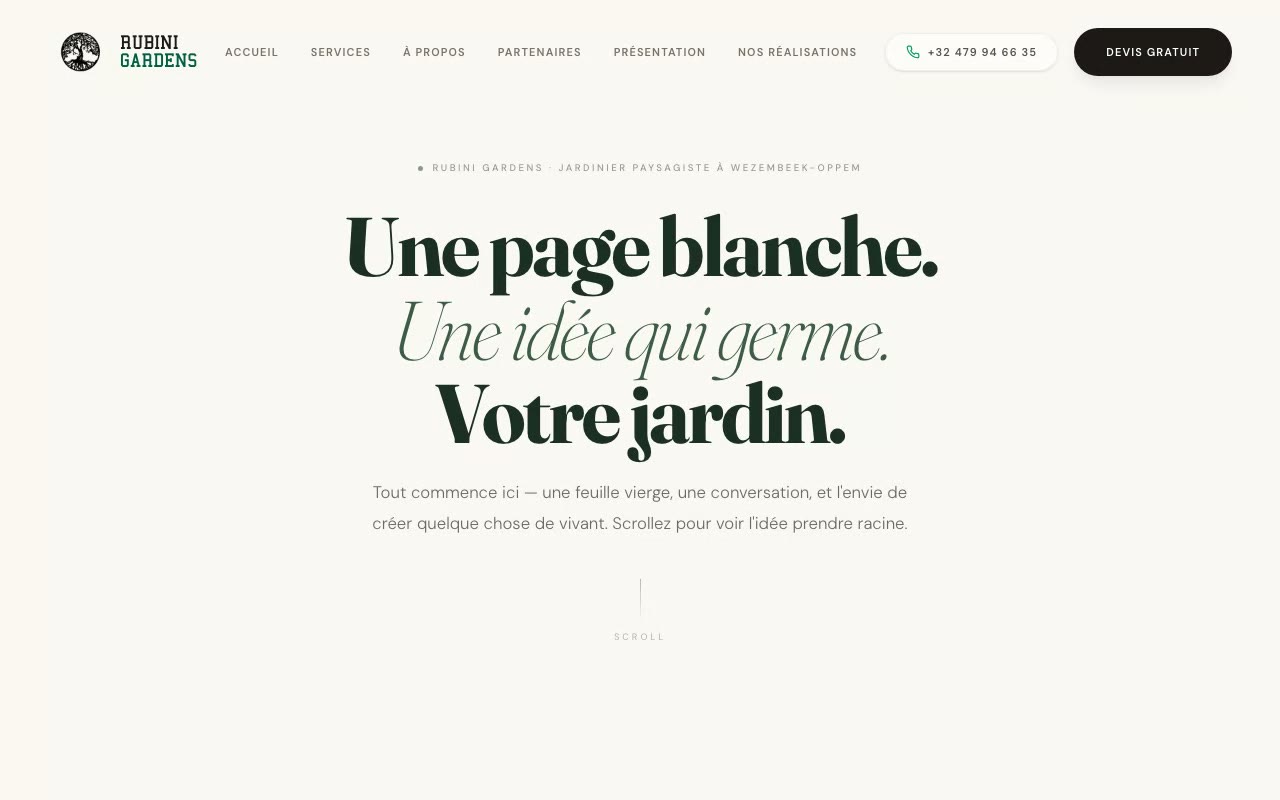 RUBINI
GARDENS
ACCUEIL
SERVICES
À PROPOS
PARTENAIRES
PRÉSENTATION
NOS RÉALISATIONS
+32 479 94 66 35
DEVIS GRATUIT
RUBINI GARDENS · JARDINIER PAYSAGISTE À WEZEMBEEK-OPPEM
Une page blanche.
Une idée qui germe.
Votre jardin.
Tout commence ici — une feuille vierge, une conversation, et l'envie de
créer quelque chose de vivant. Scrollez pour voir l'idée prendre racine.
SCROLL